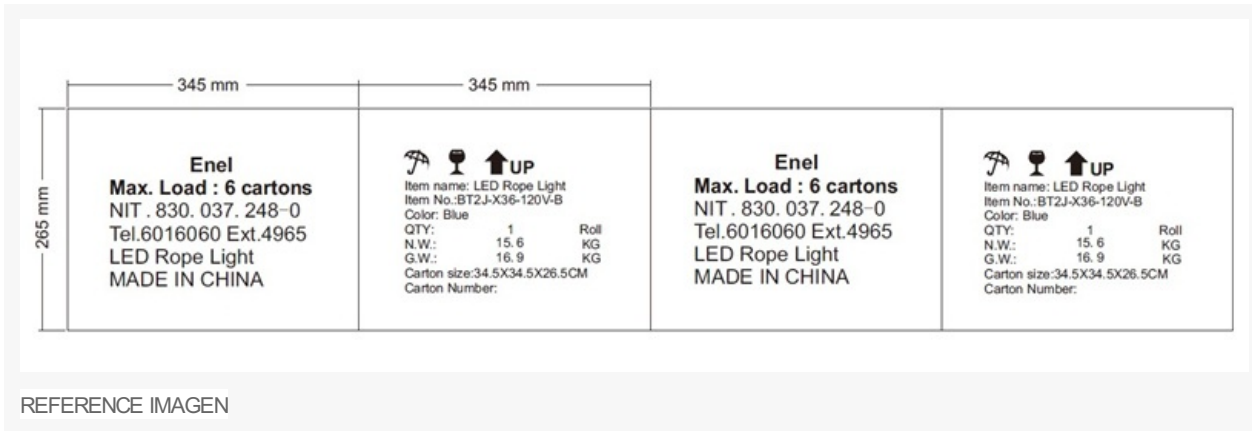 345 mm
345 mm
265 mm
Enel
Max. Load : 6 cartons
NIT . 830. 037. 248-0
Tel.6016060 Ext.4965
LED Rope Light
MADE IN CHINA
UP
Item name: LED Rope Light
Item No.:BT2J-X36-120V-B
Color: Blue
QTY: 1 Roll
N.W.: 15.6 KG
G.W.: 16.9 KG
Carton size:34.5X34.5X26.5CM
Carton Number:
Enel
Max. Load : 6 cartons
NIT . 830. 037. 248-0
Tel.6016060 Ext.4965
LED Rope Light
MADE IN CHINA
UP
Item name: LED Rope Light
Item No.:BT2J-X36-120V-B
Color: Blue
QTY: 1 Roll
N.W.: 15.6 KG
G.W.: 16.9 KG
Carton size:34.5X34.5X26.5CM
Carton Number:
REFERENCE IMAGEN